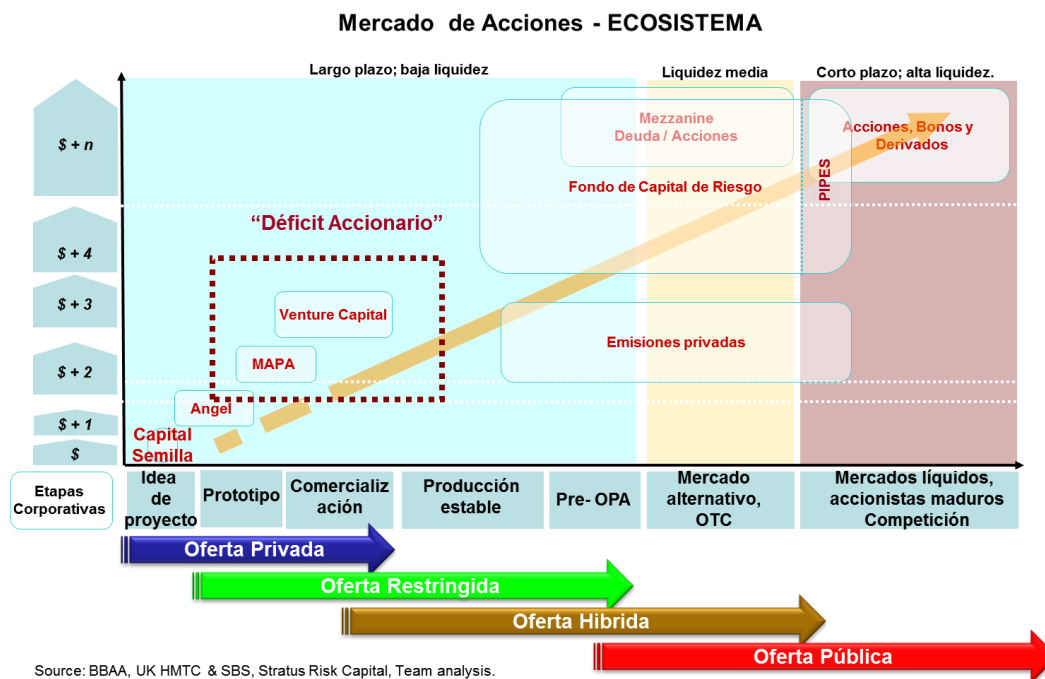 Mercado de Acciones - ECOSISTEMA
Largo plazo; baja liquidez
Liquidez media
Corto plazo; alta liquidez.
$ + n
Mezzanine
Deuda / Acciones
Acciones, Bonos y
Derivados
PIPES
Fondo de Capital de Riesgo
“Déficit Accionario”
$ + 4
$ + 3
Venture Capital
Emisiones privadas
$ + 2
MAPA
Angel
$ + 1
Capital
Semilla
$
Etapas
Corporativas
Idea
de
proyecto
Prototipo
Comercializ
ación
Producción
estable
Pre- OPA
Mercado
alternativo,
OTC
Mercados líquidos,
accionistas maduros
Competición
Oferta Privada
Oferta Restringida
Oferta Hibrida
Oferta Pública
Source: BBAA, UK HMTC & SBS, Stratus Risk Capital, Team analysis.